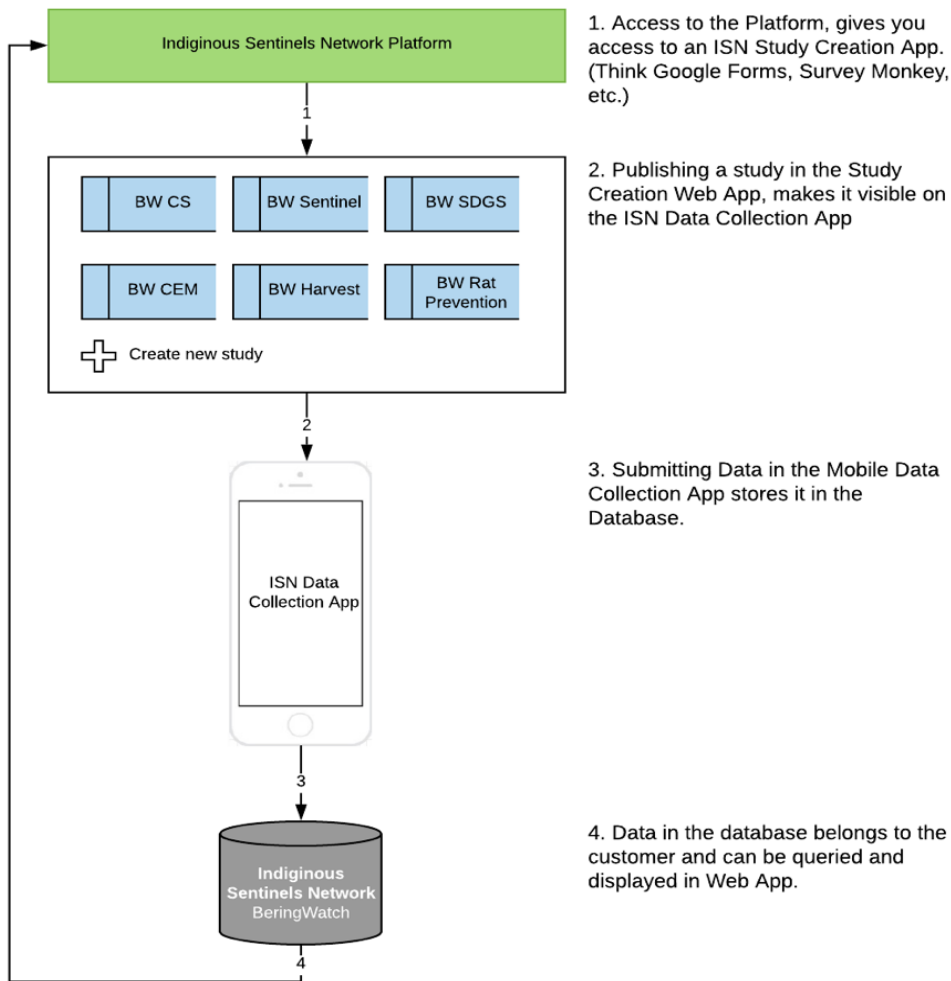 Indiginous Sentinels Network Platform
1. Access to the Platform, gives you
access to an ISN Study Creation App.
(Think Google Forms, Survey Monkey,
etc.)
1
BW CS
BW Sentinel
BW SDGS
BW CEM
BW Harvest
BW Rat
Prevention
Create new study
2. Publishing a study in the Study
Creation Web App, makes it visible on
the ISN Data Collection App
2
ISN Data
Collection App
3. Submitting Data in the Mobile Data
Collection App stores it in the
Database.
3
Indiginous
Sentinels Network
BeringWatch
4. Data in the database belongs to the
customer and can be queried and
displayed in Web App.
4